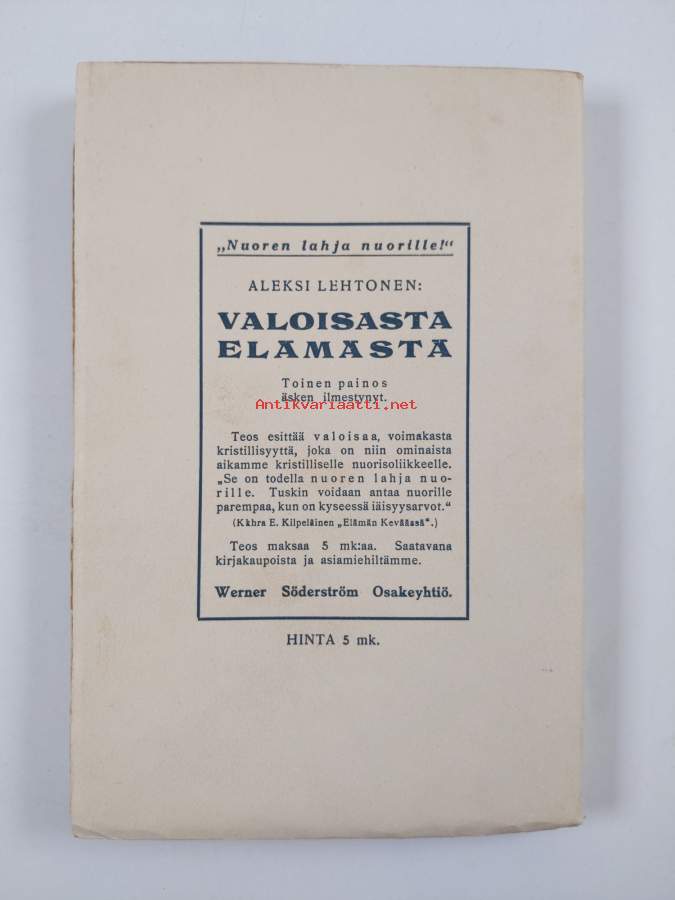 „Nuoren lahja nuorille!“
ALEKSI LEHTONEN:
VALOISASTA
ELÄMÄSTÄ
Toinen painos
äsken ilmestynyt.
Antikvariaatti.net
Teos esittää valoisaa, voimakasta
kristillisyyttä, joka on niin ominaista
aikamme kristilliselle nuorisoliikkeelle.
„Se on todella nuoren lahja nuo-
rille. Tuskin voidaan antaa nuorille
parempaa, kun on kyseessä iäisyysarvot.“
(Kkhra E. Kilpeläinen „Elämän Keväässä“.)
Teos maksaa 5 mk:aa. Saatavana
kirjakaupoista ja asiamiehiltämme.
Werner Söderström Osakeyhtiö.
HINTA 5 mk.